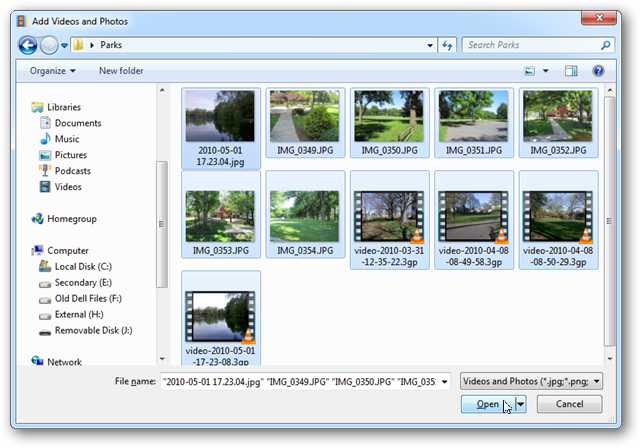 Add Videos and Photos
Parks
Search Parks
Organize
New folder
Libraries
Documents
Music
Pictures
Podcasts
Videos
Homegroup
Computer
Local Disk (C:)
Secondary (E:)
Old Dell Files (F:)
External (H:)
Removable Disk (J:)
Network
2010-05-01
17.23.04.jpg
IMG_0349.JPG
IMG_0350.JPG
IMG_0351.JPG
IMG_0352.JPG
IMG_0353.JPG
IMG_0354.JPG
video-2010-03-31
-12-35-22.3gp
video-2010-04-08
-08-49-58.3gp
video-2010-04-08
-08-50-29.3gp
video-2010-05-01
-17-23-08.3gp
File name:
"2010-05-01 17.23.04.jpg" "IMG_0349.JPG" "IMG_0350.JPG" "IMG_035
Videos and Photos (*.jpg;*.png;
Open
Cancel